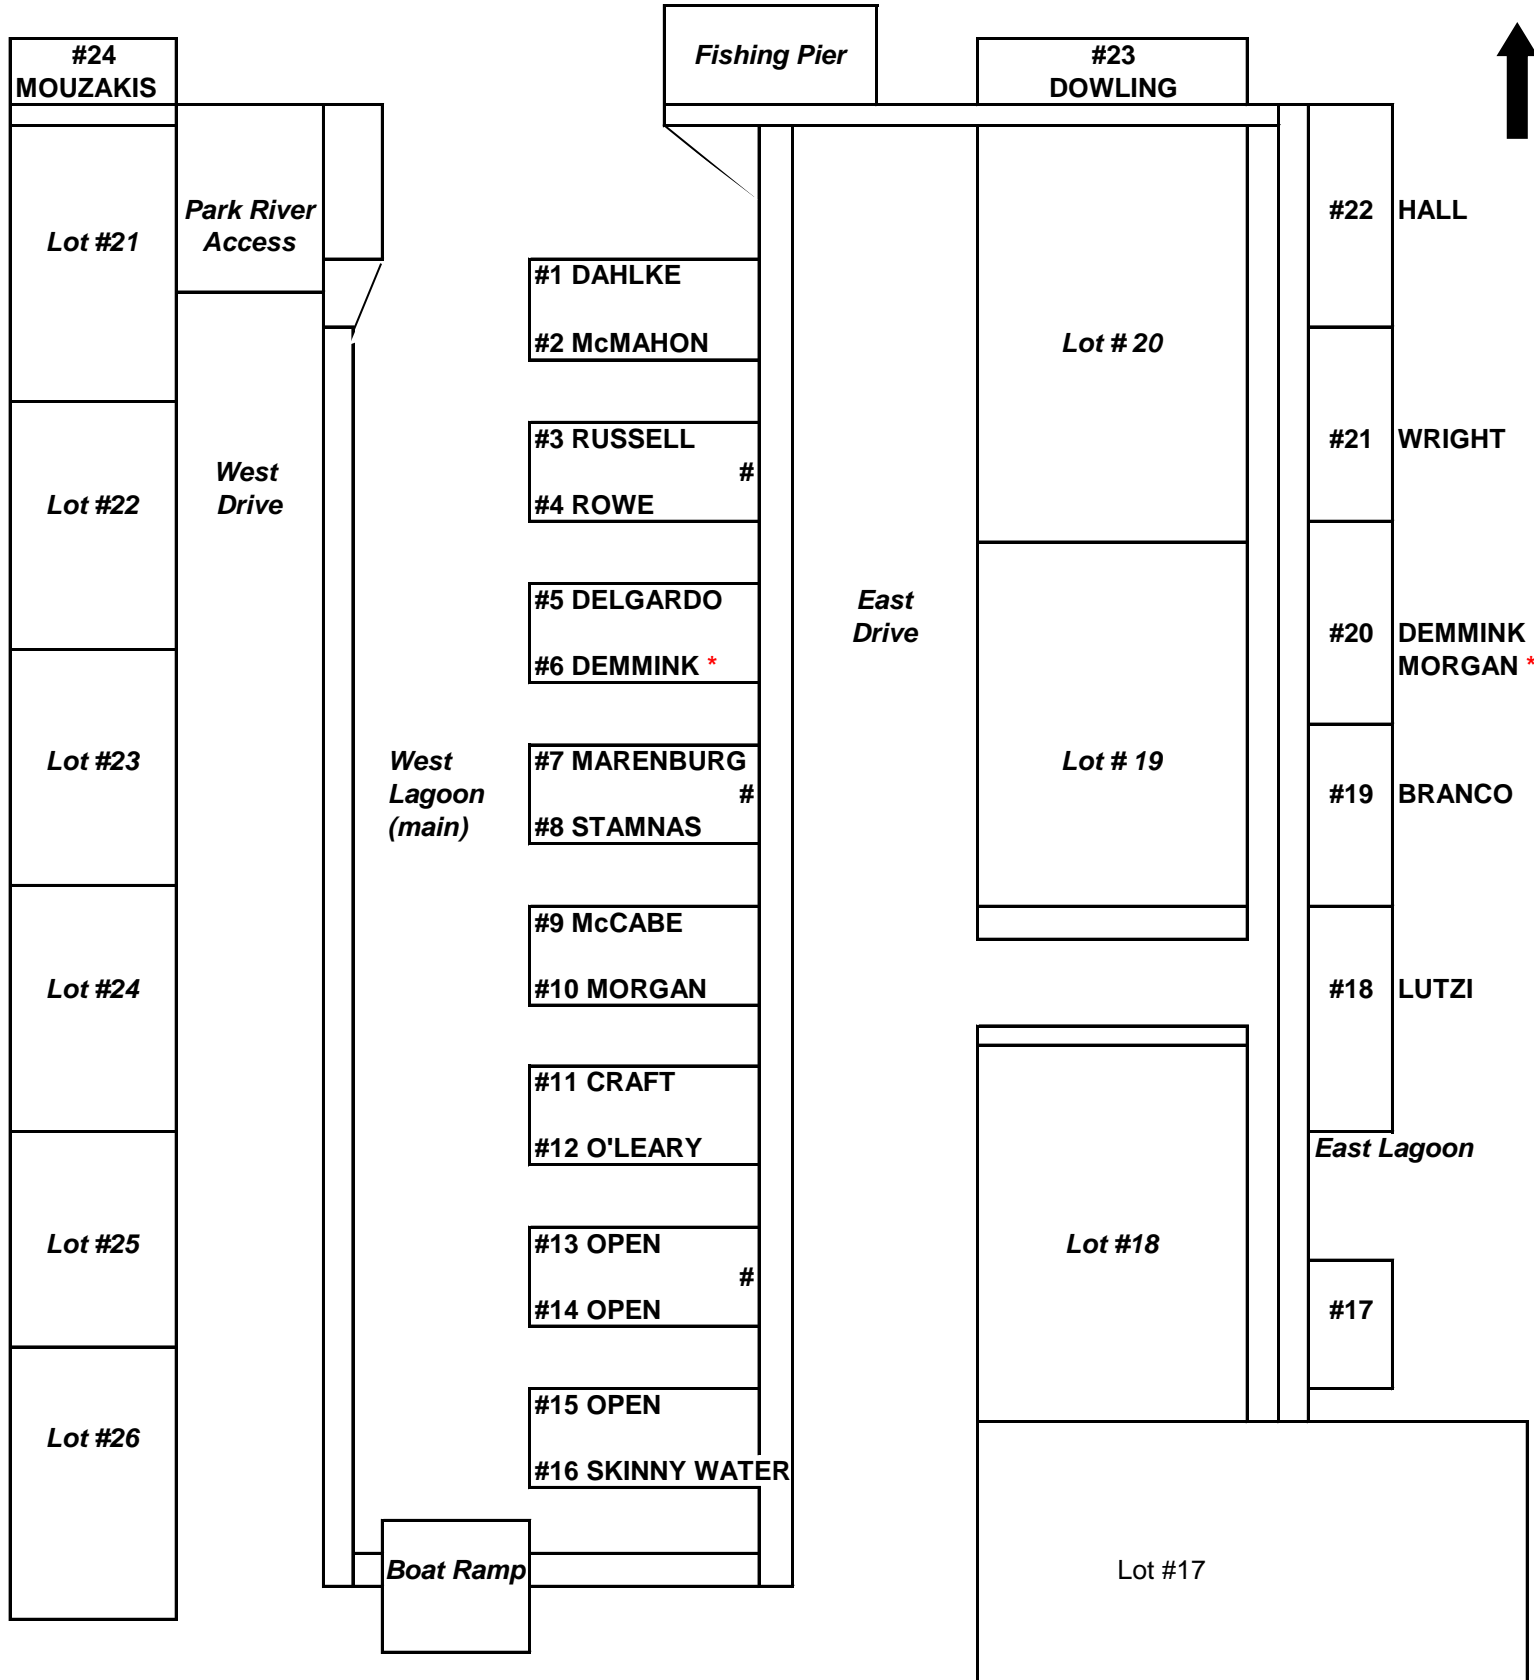 #24
MOUZAKIS
Fishing Pier
#23
DOWLING
Lot #21
Park River
Access
#22 HALL
#1 DAHLKE
#2 McMAHON
Lot # 20
#3 RUSSELL
#
#4 ROWE
#21 WRIGHT
Lot #22
West
Drive
#5 DELGARDO
#6 DEMMINK *
East
Drive
#20 DEMMINK
MORGAN *
Lot #23
West
Lagoon
(main)
#7 MARENBURG
#
#8 STAMNAS
Lot # 19
#19 BRANCO
#9 McCABE
#10 MORGAN
Lot #24
#18 LUTZI
#11 CRAFT
#12 O'LEARY
East Lagoon
Lot #25
#13 OPEN
#
#14 OPEN
Lot #18
#17
#15 OPEN
#16 SKINNY WATER
Lot #26
Boat Ramp
Lot #17